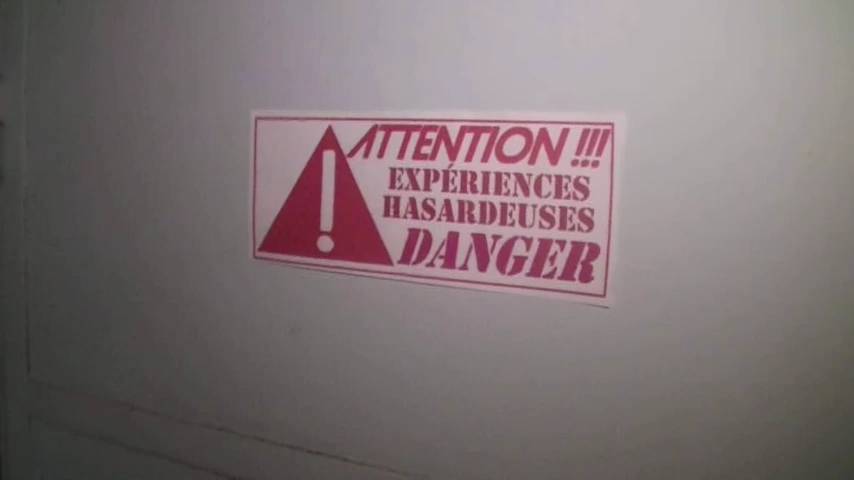 ATTENTION !!!
EXPÉRIENCES
HASARDEUSES
DANGER